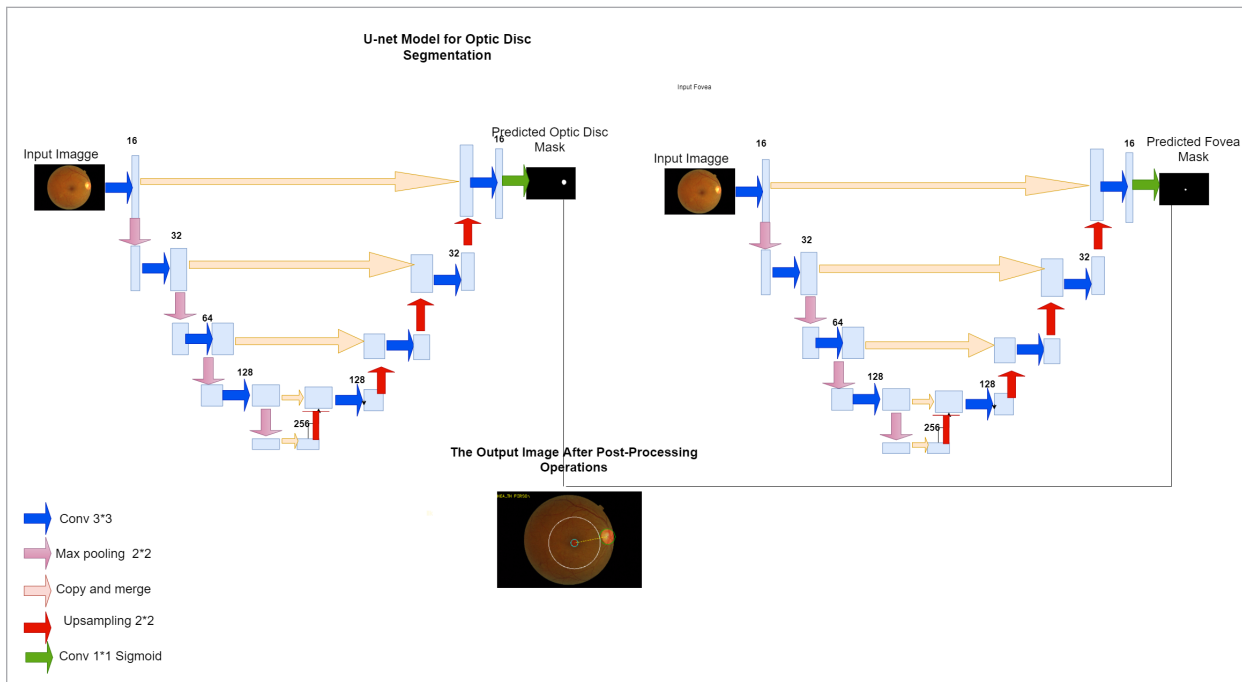 U-net Model for Optic Disc
Segmentation
Input Fovea
Input Imagge
16
Predicted Optic Disc
Mask
16
32
32
64
128
128
256
Input Imagge
16
Predicted Fovea
Mask
16
32
32
64
128
128
256
The Output Image After Post-Processing
Operations
Conv 3*3
Max pooling 2*2
Copy and merge
Upsampling 2*2
Conv 1*1 Sigmoid